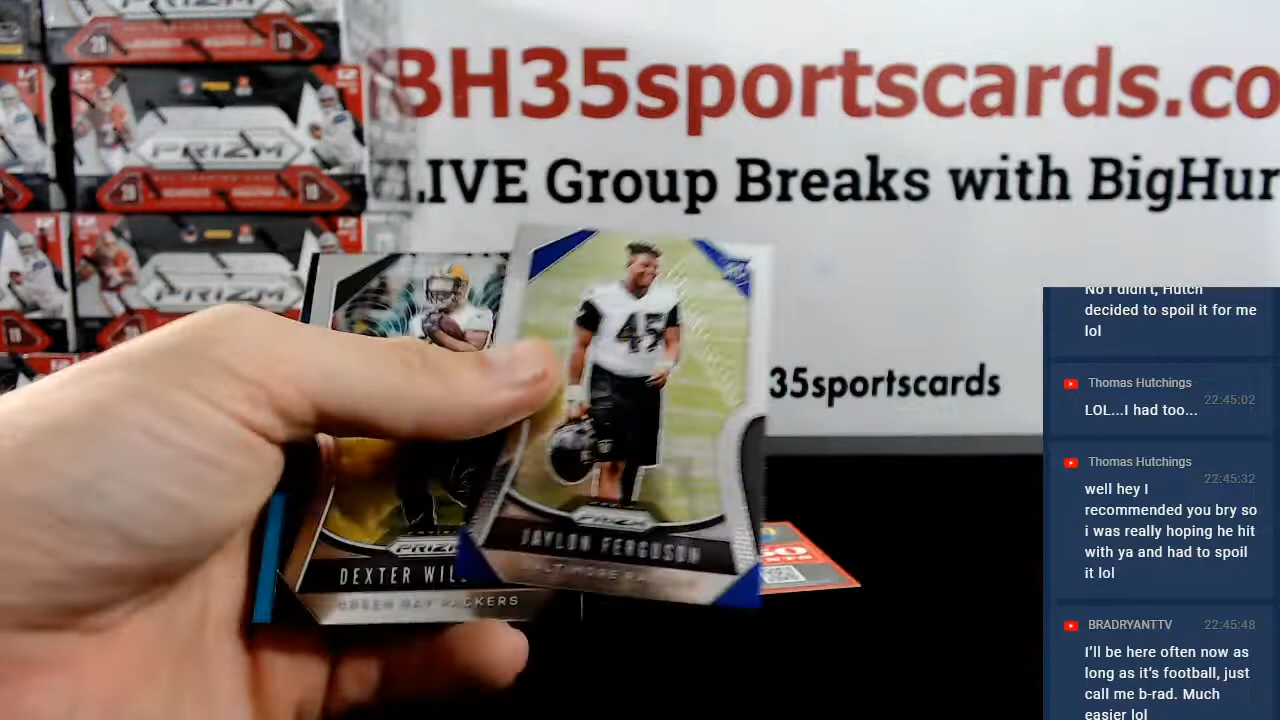 BH35sportscards.co
LIVE Group Breaks with BigHur
35sportscards
PRIZM
PRIZM
45
RC
PRIZM
JAYLON FERGUSON
PRIZM
DEXTER WIL
GREEN BAY PACKERS
No I didn't, Hutch
decided to spoil it for me
lol
Thomas Hutchings
22:45:02
LOL...I had too...
Thomas Hutchings
22:45:32
well hey I
recommended you bry so
i was really hoping he hit
with ya and had to spoil
it lol
BRADRYANTTV 22:45:48
I'll be here often now as
long as it's football, just
call me b-rad. Much
easier lol